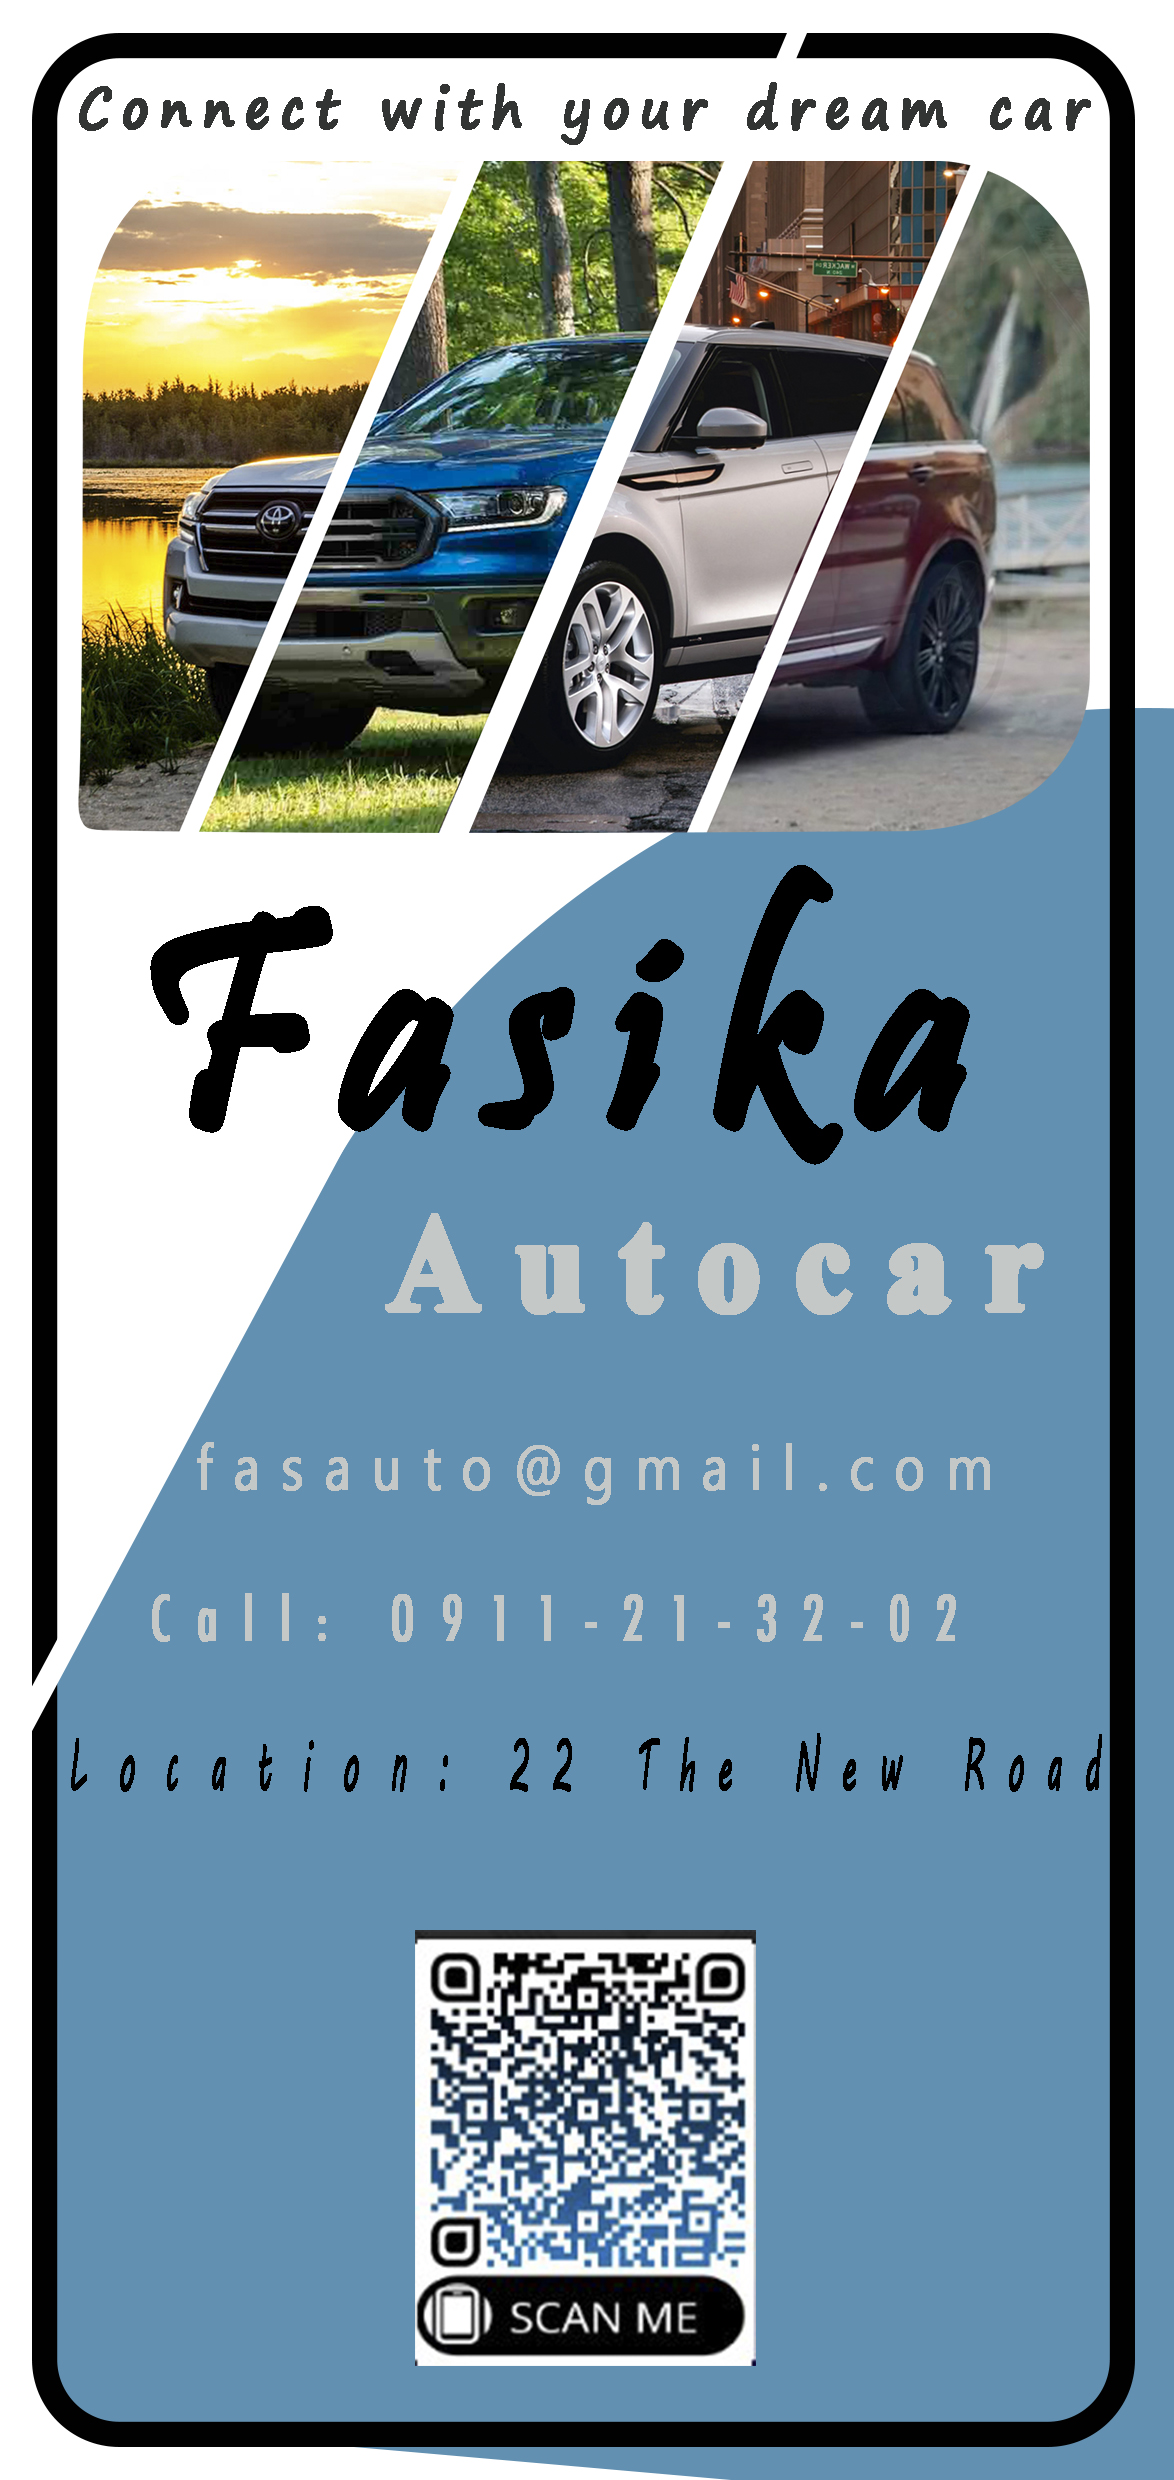 Connect with your dream car
Fasika
Autocar
fasauto@gmail.com
Call: 0911-21-32-02
Location: 22 The New Road
SCAN ME